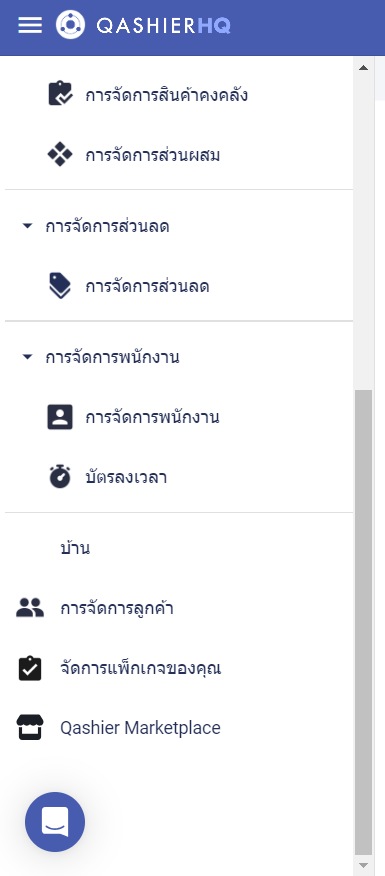 QASHIERHQ
การจัดการสินค้าคงคลัง
การจัดการส่วนผสม
การจัดการส่วนลด
การจัดการส่วนลด
การจัดการพนักงาน
การจัดการพนักงาน
บัตรลงเวลา
บ้าน
การจัดการลูกค้า
จัดการแพ็กเกจของคุณ
Qashier Marketplace